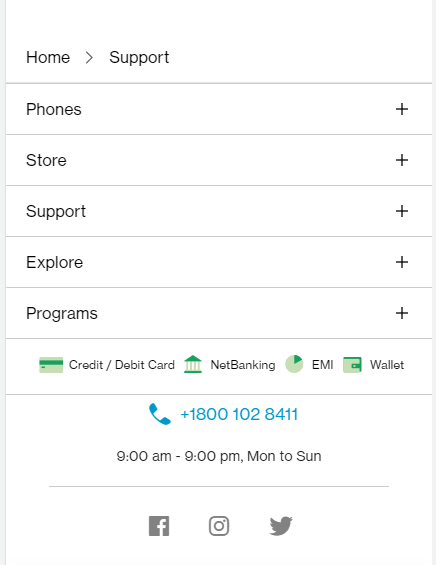 Home > Support
Phones +
Store +
Support +
Explore +
Programs +
Credit / Debit Card NetBanking EMI Wallet
+1800 102 8411
9:00 am - 9:00 pm, Mon to Sun